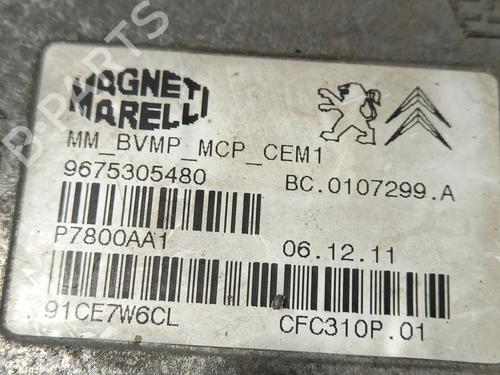 MAGNETI
MARELLI
MM_BVMP_MCP_CEM1
9675305480
BC.0107299.A
P7800AA1
06.12.11
91CE7W6CL
CFC310P.01
B-PARTS